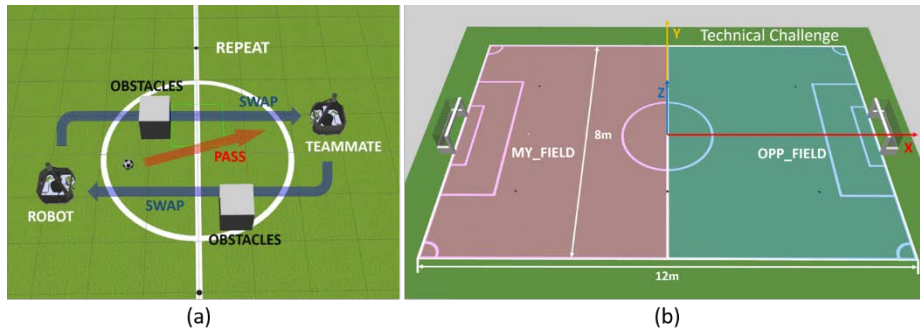 REPEAT
OBSTACLES
SWAP
PASS
TEAMMATE
ROBOT
SWAP
OBSTACLES
(a)
Technical Challenge
Y
Z
8m
MY_FIELD
OPP_FIELD
X
12m
(b)